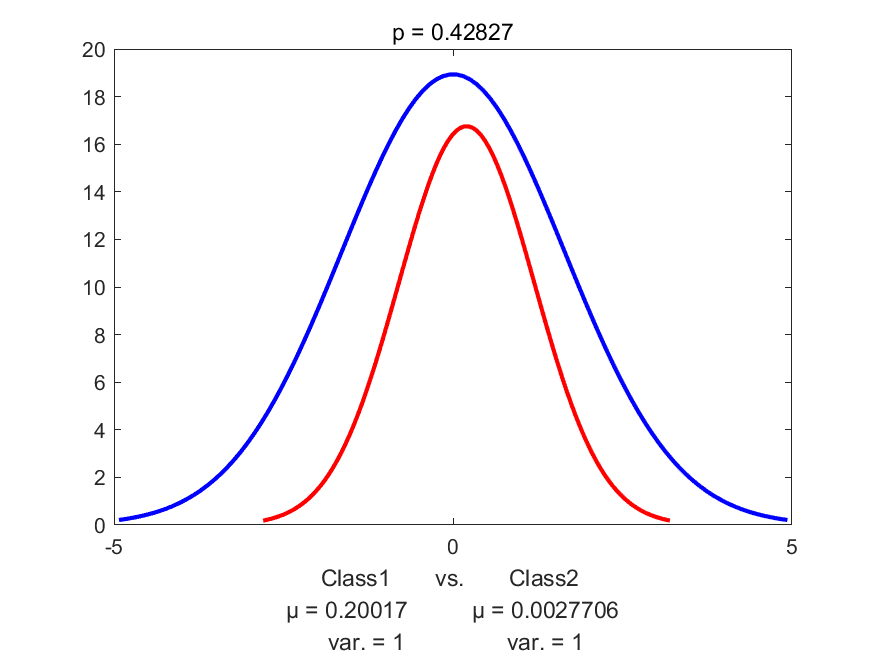 p = 0.42827
20
18
16
14
12
10
8
6
4
2
0
-5 0 5
Class1 vs. Class2
μ = 0.20017 μ = 0.0027706
var. = 1 var. = 1